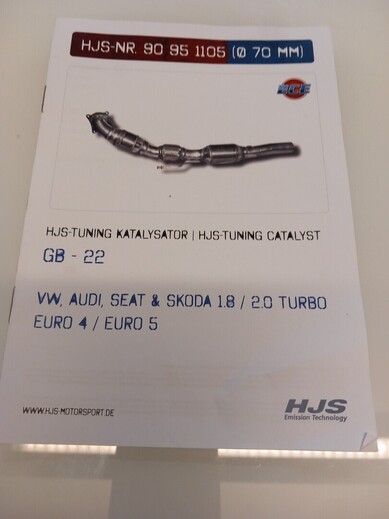 HJS-NR. 90 95 1105 (Ø 70 MM)
HJS-TUNING KATALYSATOR | HJS-TUNING CATALYST
GB - 22
VW, AUDI, SEAT & SKODA 1.8 / 2.0 TURBO
EURO 4 / EURO 5
WWW.HJS-MOTORSPORT.DE
HJS
Emission Technology